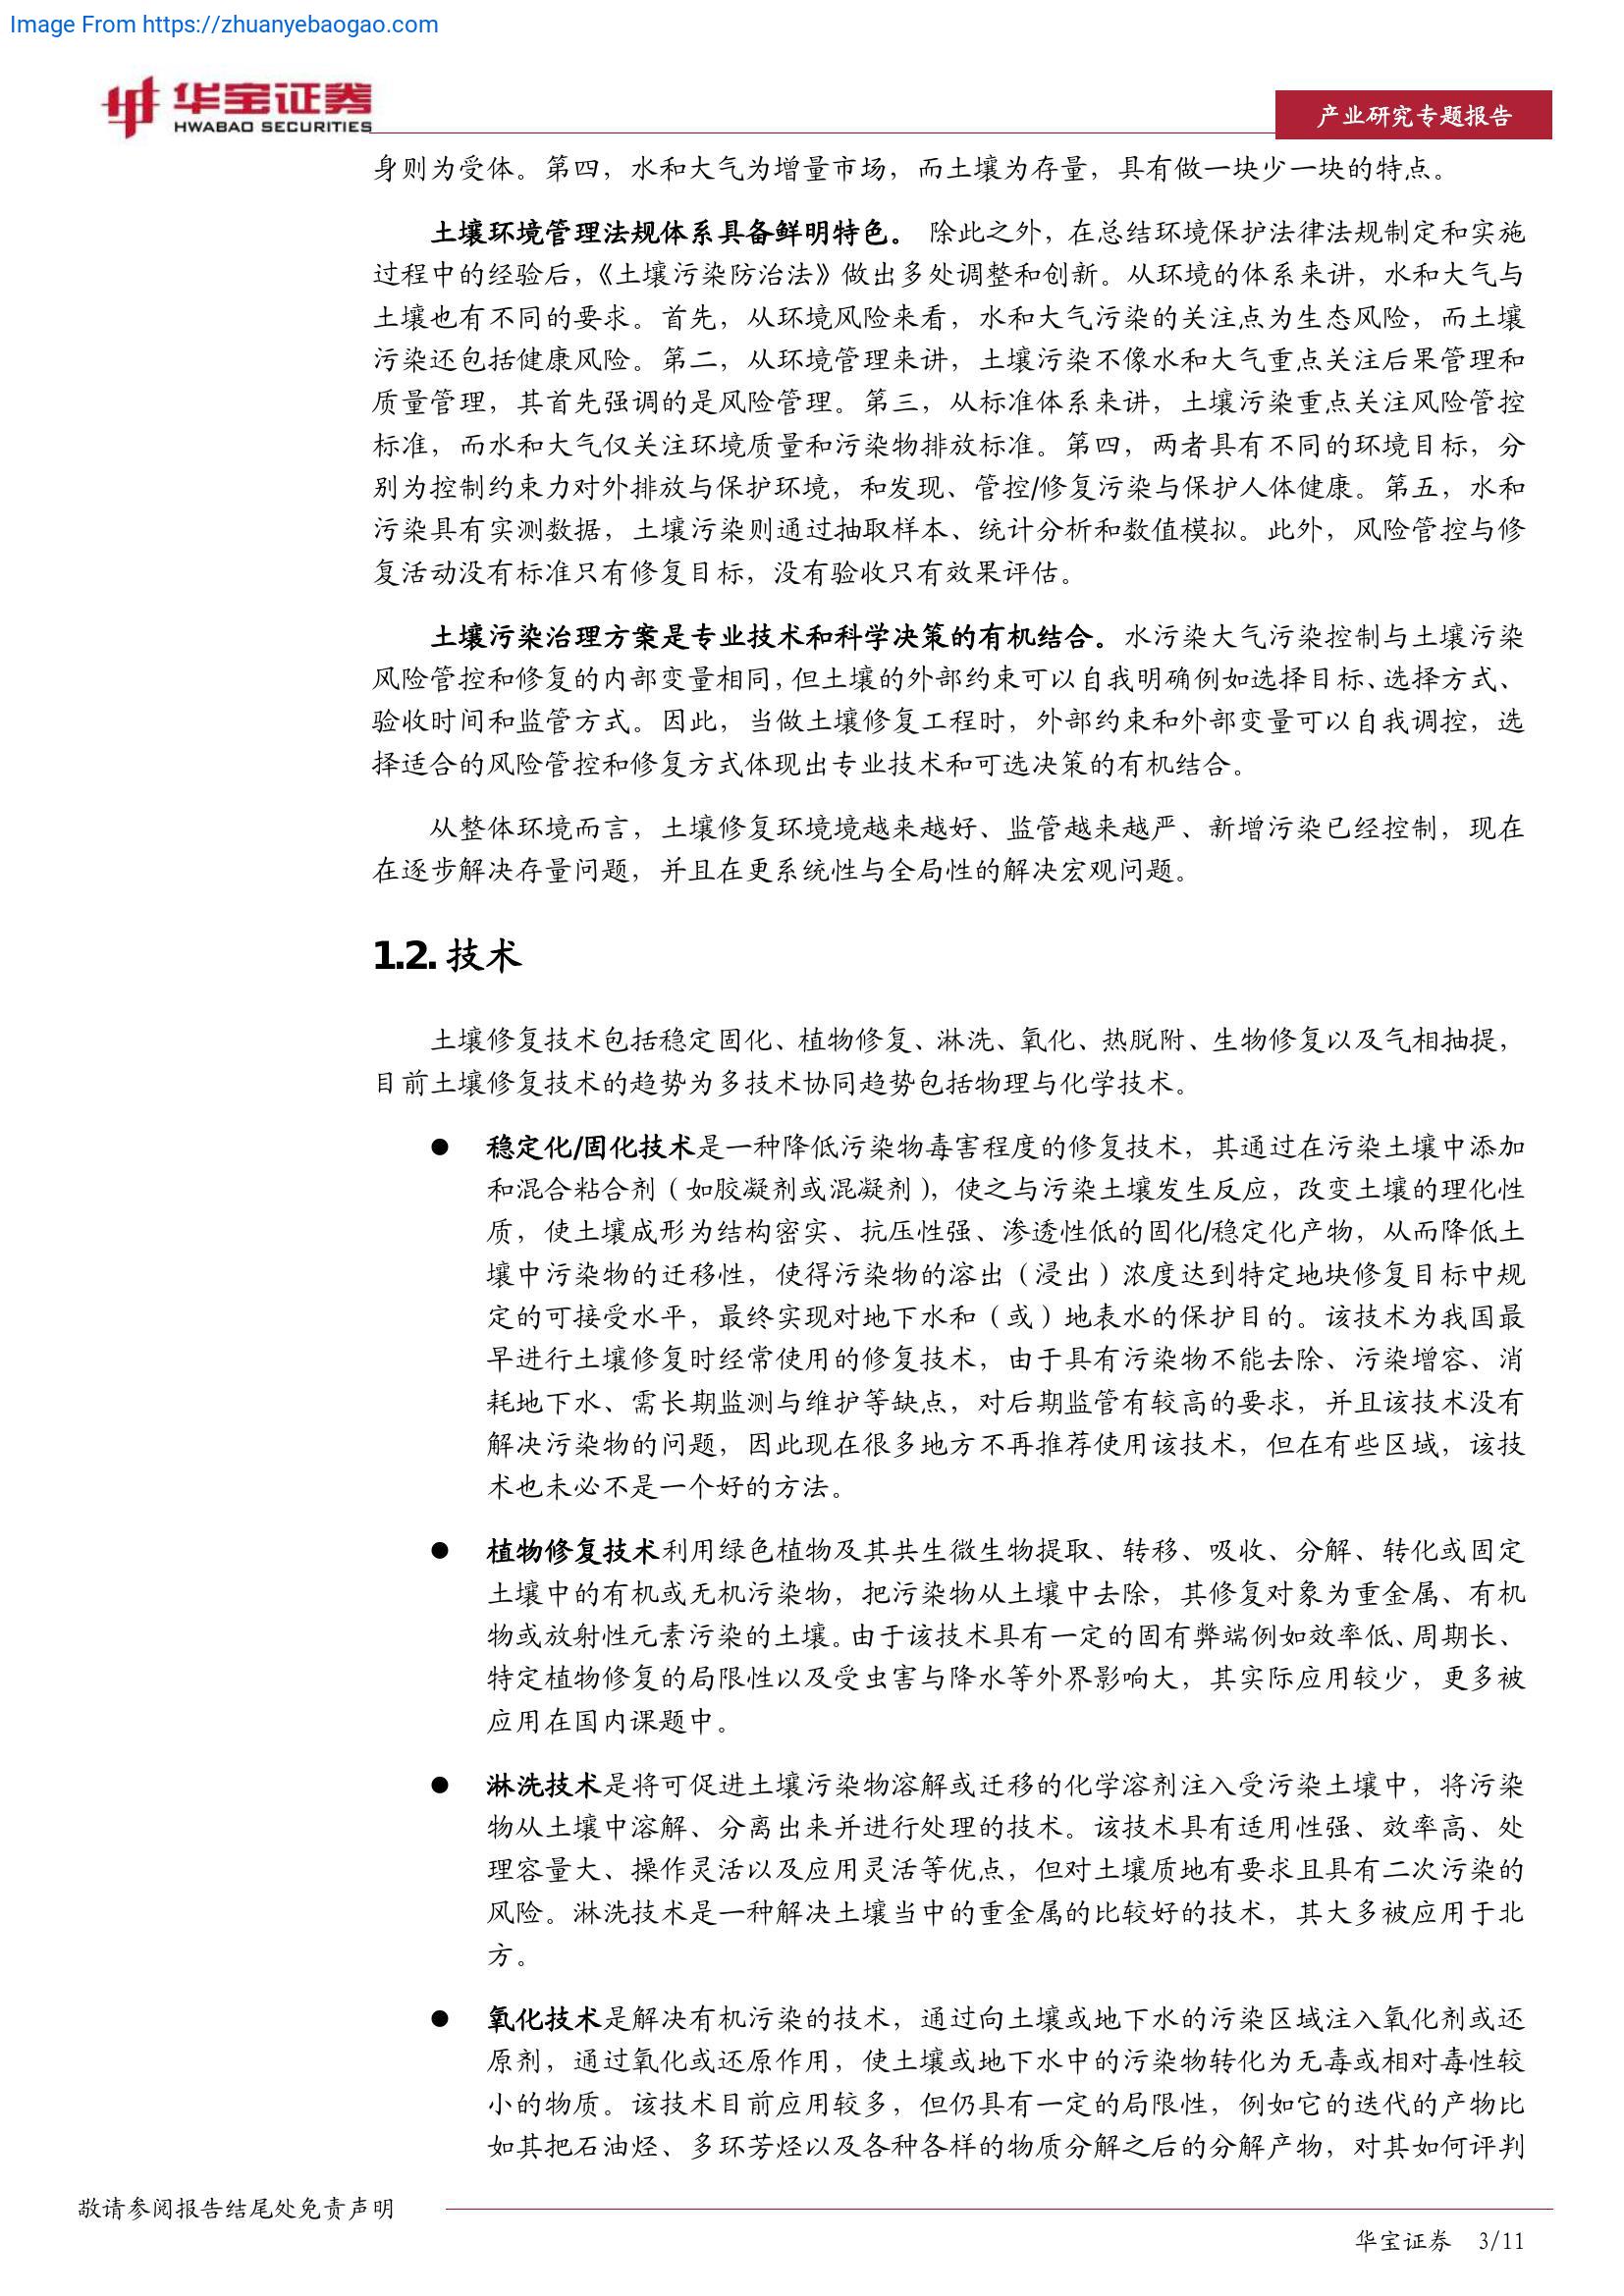 Image From https://zhuanyebaogao.com
华宝证券
HWABAO SECURITIES
产业研究专题报告
身则为受体。第四，水和大气为增量市场，而土壤为存量，具有做一块少一块的特点。
土壤环境管理法规体系具备鲜明特色。 除此之外，在总结环境保护法律法规制定和实施
过程中的经验后，《土壤污染防治法》做出多处调整和创新。从环境的体系来讲，水和大气与
土壤也有不同的要求。首先，从环境风险来看，水和大气污染的关注点为生态风险，而土壤
污染还包括健康风险。第二，从环境管理来讲，土壤污染不像水和大气重点关注后果管理和
质量管理，其首先强调的是风险管理。第三，从标准体系来讲，土壤污染重点关注风险管控
标准，而水和大气仅关注环境质量和污染物排放标准。第四，两者具有不同的环境目标，分
别为控制约束力对外排放与保护环境，和发现、管控/修复污染与保护人体健康。第五，水和
污染具有实测数据，土壤污染则通过抽取样本、统计分析和数值模拟。此外，风险管控与修
复活动没有标准只有修复目标，没有验收只有效果评估。
土壤污染治理方案是专业技术和科学决策的有机结合。水污染大气污染控制与土壤污染
风险管控和修复的内部变量相同，但土壤的外部约束可以自我明确例如选择目标、选择方式、
验收时间和监管方式。因此，当做土壤修复工程时，外部约束和外部变量可以自我调控，选
择适合的风险管控和修复方式体现出专业技术和可选决策的有机结合。
从整体环境而言，土壤修复环境境越来越好、监管越来越严、新增污染已经控制，现在
在逐步解决存量问题，并且在更系统性与全局性的解决宏观问题。
1.2. 技术
土壤修复技术包括稳定固化、植物修复、淋洗、氧化、热脱附、生物修复以及气相抽提，
目前土壤修复技术的趋势为多技术协同趋势包括物理与化学技术。
● 稳定化/固化技术是一种降低污染物毒害程度的修复技术，其通过在污染土壤中添加
和混合粘合剂（如胶凝剂或混凝剂），使之与污染土壤发生反应，改变土壤的理化性
质，使土壤成形为结构密实、抗压性强、渗透性低的固化/稳定化产物，从而降低土
壤中污染物的迁移性，使得污染物的溶出（浸出）浓度达到特定地块修复目标中规
定的可接受水平，最终实现对地下水和（或）地表水的保护目的。该技术为我国最
早进行土壤修复时经常使用的修复技术，由于具有污染物不能去除、污染增容、消
耗地下水、需长期监测与维护等缺点，对后期监管有较高的要求，并且该技术没有
解决污染物的问题，因此现在很多地方不再推荐使用该技术，但在有些区域，该技
术也未必不是一个好的方法。
● 植物修复技术利用绿色植物及其共生微生物提取、转移、吸收、分解、转化或固定
土壤中的有机或无机污染物，把污染物从土壤中去除，其修复对象为重金属、有机
物或放射性元素污染的土壤。由于该技术具有一定的固有弊端例如效率低、周期长、
特定植物修复的局限性以及受虫害与降水等外界影响大，其实际应用较少，更多被
应用在国内课题中。
● 淋洗技术是将可促进土壤污染物溶解或迁移的化学溶剂注入受污染土壤中，将污染
物从土壤中溶解、分离出来并进行处理的技术。该技术具有适用性强、效率高、处
理容量大、操作灵活以及应用灵活等优点，但对土壤质地有要求且具有二次污染的
风险。淋洗技术是一种解决土壤当中的重金属的比较好的技术，其大多被应用于北
方。
● 氧化技术是解决有机污染的技术，通过向土壤或地下水的污染区域注入氧化剂或还
原剂，通过氧化或还原作用，使土壤或地下水中的污染物转化为无毒或相对毒性较
小的物质。该技术目前应用较多，但仍具有一定的局限性，例如它的迭代的产物比
如其把石油烃、多环芳烃以及各种各样的物质分解之后的分解产物，对其如何评判
敬请参阅报告结尾处免责声明
华宝证券 3/11